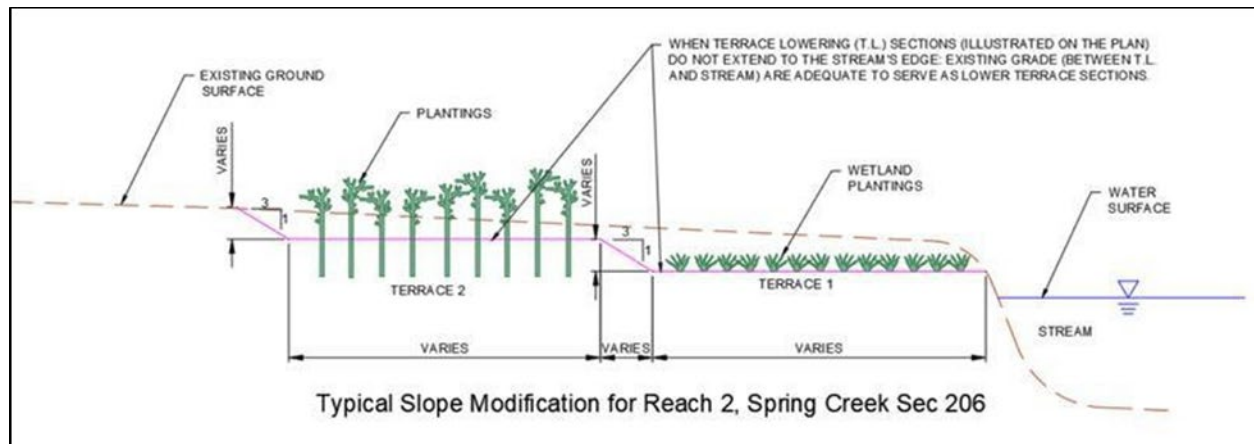 WHEN TERRACE LOWERING (T.L.) SECTIONS (ILLUSTRATED ON THE PLAN)
DO NOT EXTEND TO THE STREAM'S EDGE: EXISTING GRADE (BETWEEN T.L.
AND STREAM) ARE ADEQUATE TO SERVE AS LOWER TERRACE SECTIONS.
EXISTING GROUND
SURFACE
PLANTINGS
VARIES
3
1
VARIES
3
1
WETLAND
PLANTINGS
WATER
SURFACE
TERRACE 2
TERRACE 1
STREAM
VARIES
VARIES
VARIES
Typical Slope Modification for Reach 2, Spring Creek Sec 206